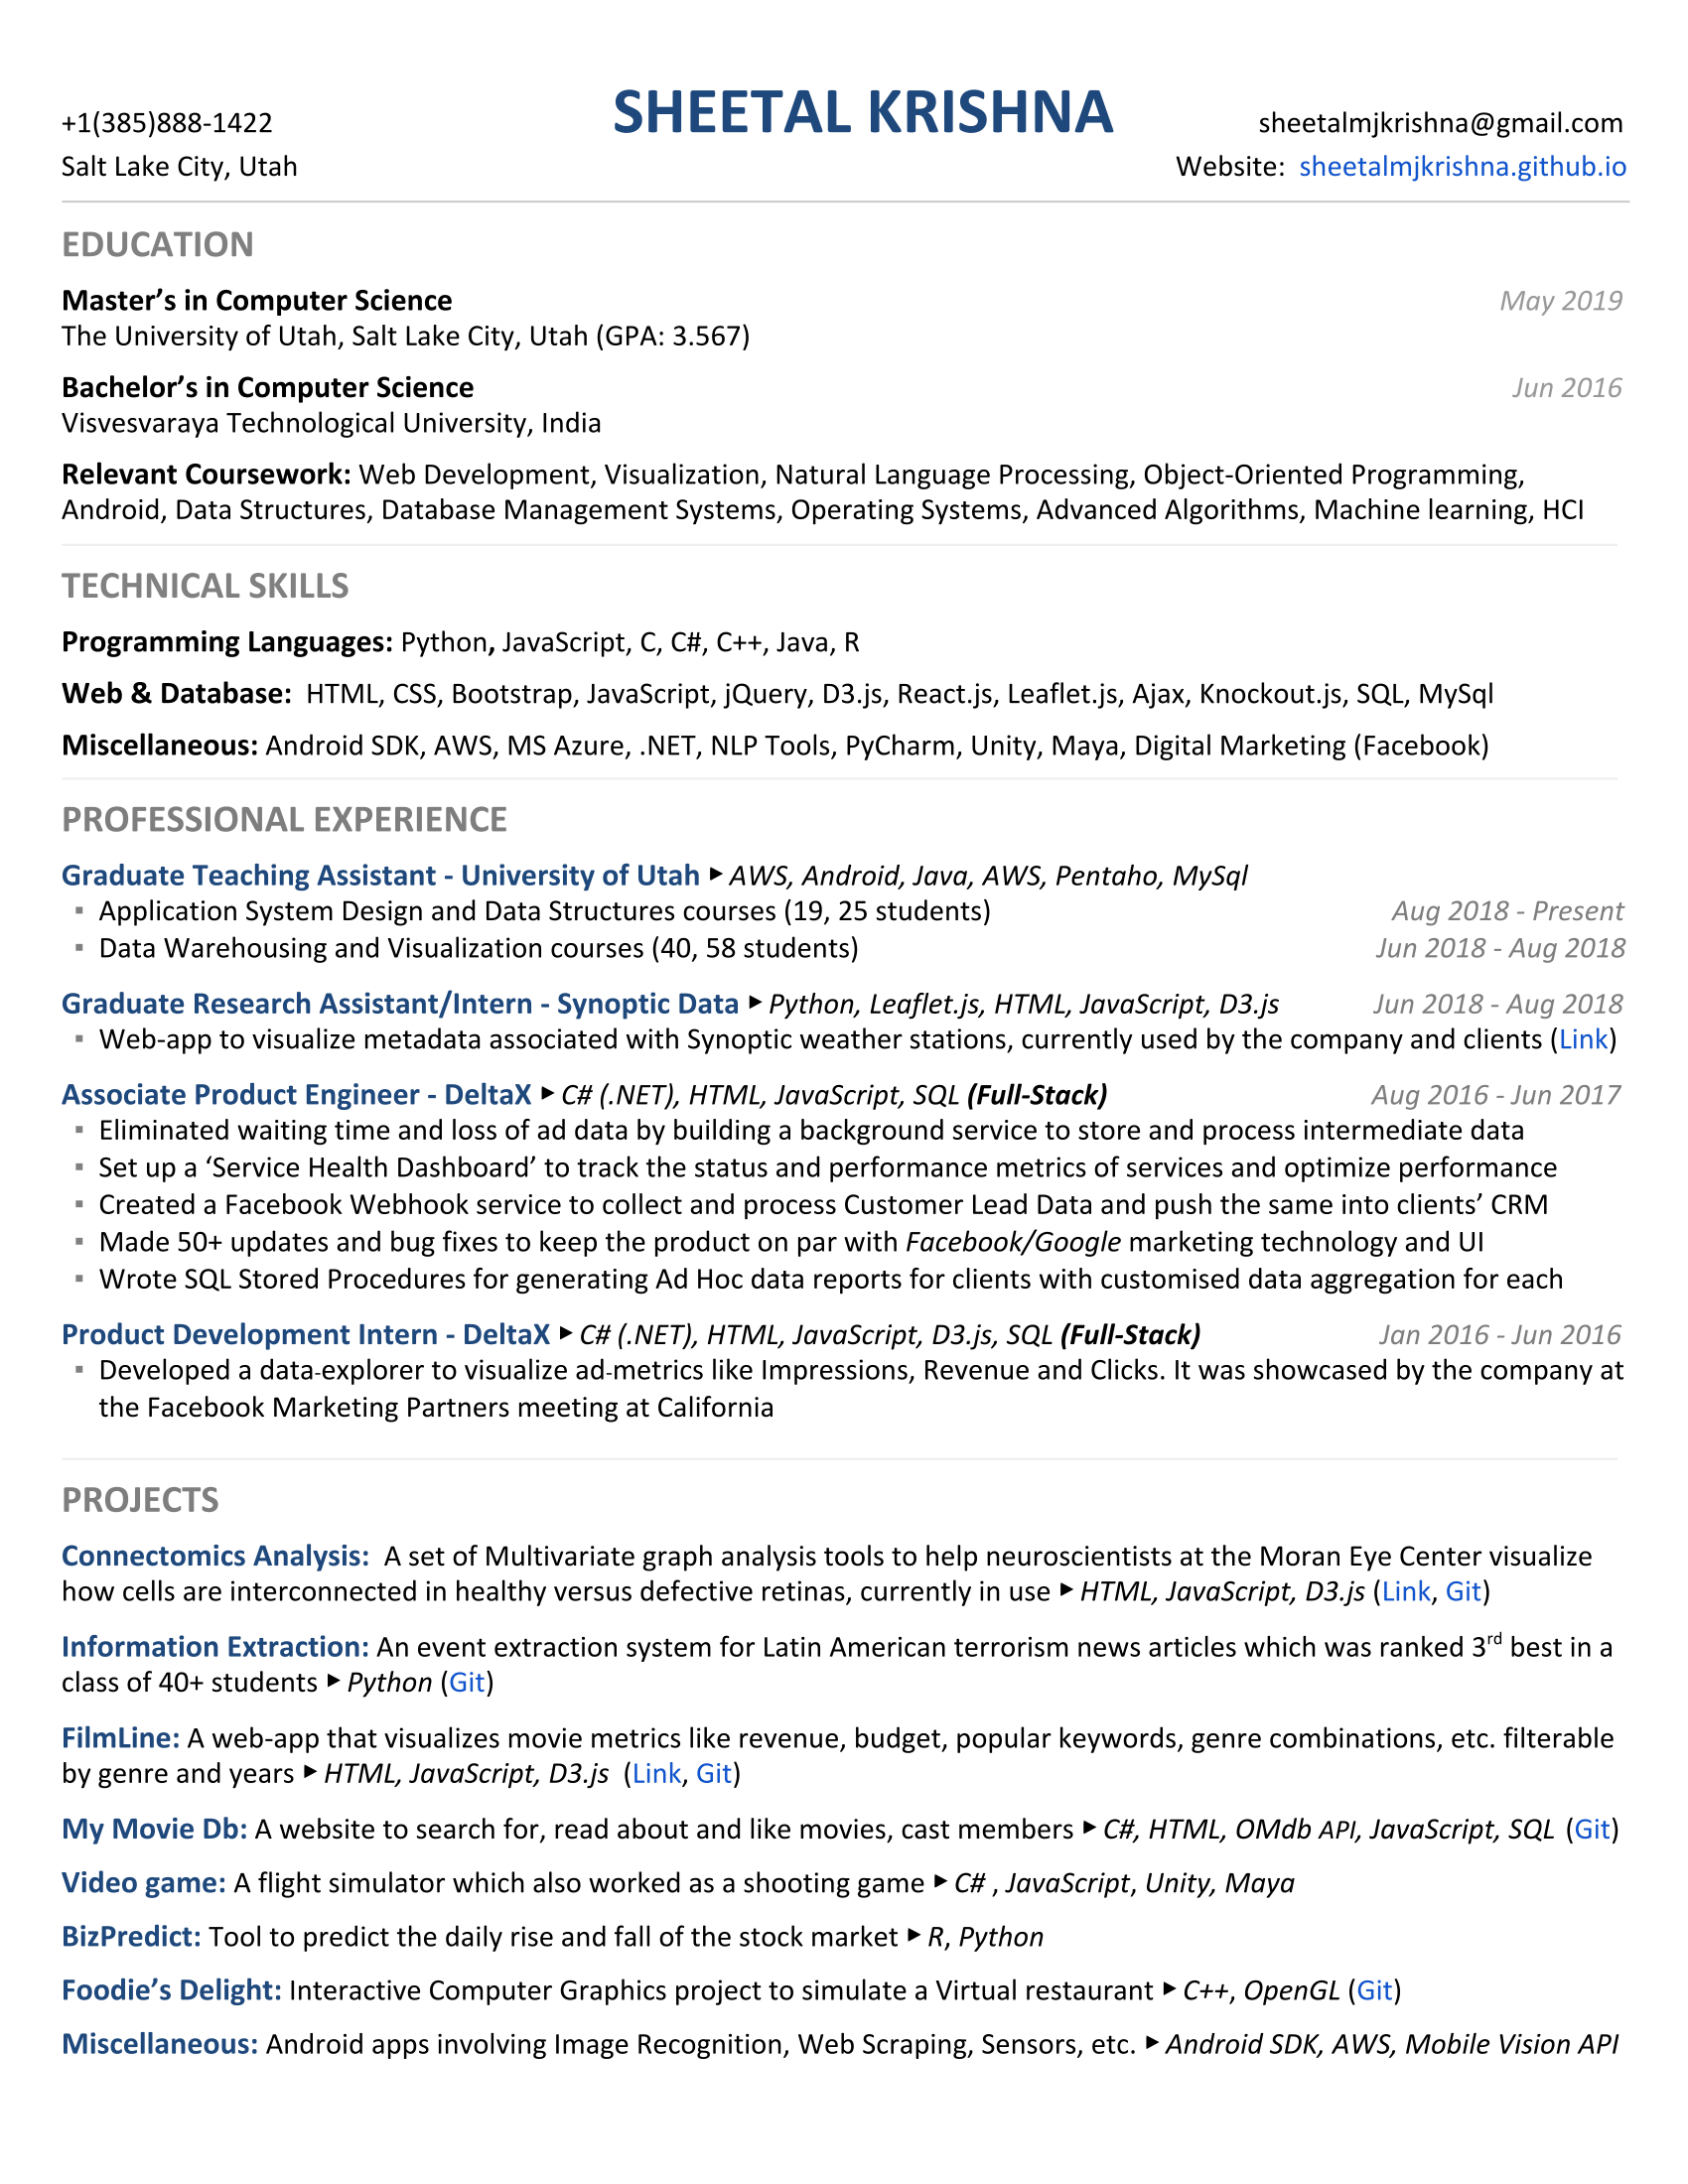 SHEETAL KRISHNA
+1(385)888-1422 sheetalmjkrishna@gmail.com
Salt Lake City, Utah Website: sheetalmjkrishna.github.io
EDUCATION
Master’s in Computer Science May 2019
The University of Utah, Salt Lake City, Utah (GPA: 3.567)
Bachelor’s in Computer Science Jun 2016
Visvesvaraya Technological University, India
Relevant Coursework: Web Development, Visualization, Natural Language Processing, Object-Oriented Programming,
Android, Data Structures, Database Management Systems, Operating Systems, Advanced Algorithms, Machine learning, HCI
TECHNICAL SKILLS
Programming Languages: Python, JavaScript, C, C#, C++, Java, R
Web & Database: HTML, CSS, Bootstrap, JavaScript, jQuery, D3.js, React.js, Leaflet.js, Ajax, Knockout.js, SQL, MySql
Miscellaneous: Android SDK, AWS, MS Azure, .NET, NLP Tools, PyCharm, Unity, Maya, Digital Marketing (Facebook)
PROFESSIONAL EXPERIENCE
Graduate Teaching Assistant - University of Utah ▸ AWS, Android, Java, AWS, Pentaho, MySql
▪ Application System Design and Data Structures courses (19, 25 students) Aug 2018 - Present
▪ Data Warehousing and Visualization courses (40, 58 students) Jun 2018 - Aug 2018
Graduate Research Assistant/Intern - Synoptic Data ▸ Python, Leaflet.js, HTML, JavaScript, D3.js Jun 2018 - Aug 2018
▪ Web-app to visualize metadata associated with Synoptic weather stations, currently used by the company and clients (Link)
Associate Product Engineer - DeltaX ▸ C# (.NET), HTML, JavaScript, SQL (Full-Stack) Aug 2016 - Jun 2017
▪ Eliminated waiting time and loss of ad data by building a background service to store and process intermediate data
▪ Set up a ‘Service Health Dashboard’ to track the status and performance metrics of services and optimize performance
▪ Created a Facebook Webhook service to collect and process Customer Lead Data and push the same into clients’ CRM
▪ Made 50+ updates and bug fixes to keep the product on par with Facebook/Google marketing technology and UI
▪ Wrote SQL Stored Procedures for generating Ad Hoc data reports for clients with customised data aggregation for each
Product Development Intern - DeltaX ▸ C# (.NET), HTML, JavaScript, D3.js, SQL (Full-Stack) Jan 2016 - Jun 2016
▪ Developed a data-explorer to visualize ad-metrics like Impressions, Revenue and Clicks. It was showcased by the company at
the Facebook Marketing Partners meeting at California
PROJECTS
Connectomics Analysis: A set of Multivariate graph analysis tools to help neuroscientists at the Moran Eye Center visualize
how cells are interconnected in healthy versus defective retinas, currently in use ▸ HTML, JavaScript, D3.js (Link, Git)
Information Extraction: An event extraction system for Latin American terrorism news articles which was ranked 3rd best in a
class of 40+ students ▸ Python (Git)
FilmLine: A web-app that visualizes movie metrics like revenue, budget, popular keywords, genre combinations, etc. filterable
by genre and years ▸ HTML, JavaScript, D3.js (Link, Git)
My Movie Db: A website to search for, read about and like movies, cast members ▸ C#, HTML, OMdb API, JavaScript, SQL (Git)
Video game: A flight simulator which also worked as a shooting game ▸ C# , JavaScript, Unity, Maya
BizPredict: Tool to predict the daily rise and fall of the stock market ▸ R, Python
Foodie’s Delight: Interactive Computer Graphics project to simulate a Virtual restaurant ▸ C++, OpenGL (Git)
Miscellaneous: Android apps involving Image Recognition, Web Scraping, Sensors, etc. ▸ Android SDK, AWS, Mobile Vision API